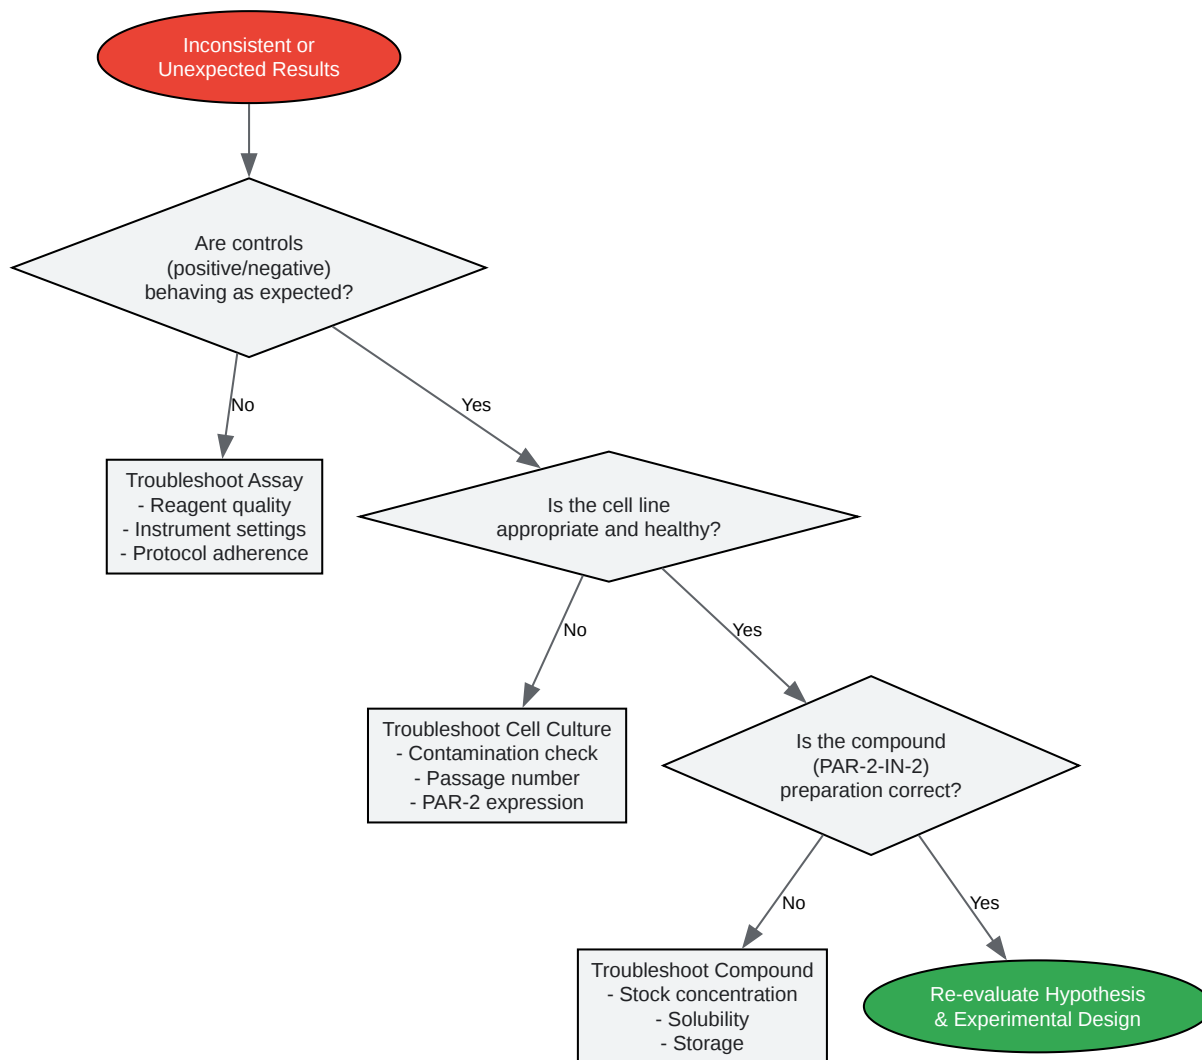 Inconsistent or
Unexpected Results
Are controls
(positive/negative)
behaving as expected?
No
Yes
Troubleshoot Assay
- Reagent quality
- Instrument settings
- Protocol adherence
Is the cell line
appropriate and healthy?
No
Yes
Troubleshoot Cell Culture
- Contamination check
- Passage number
- PAR-2 expression
Is the compound
(PAR-2-IN-2)
preparation correct?
No
Yes
Troubleshoot Compound
- Stock concentration
- Solubility
- Storage
Re-evaluate Hypothesis
& Experimental Design